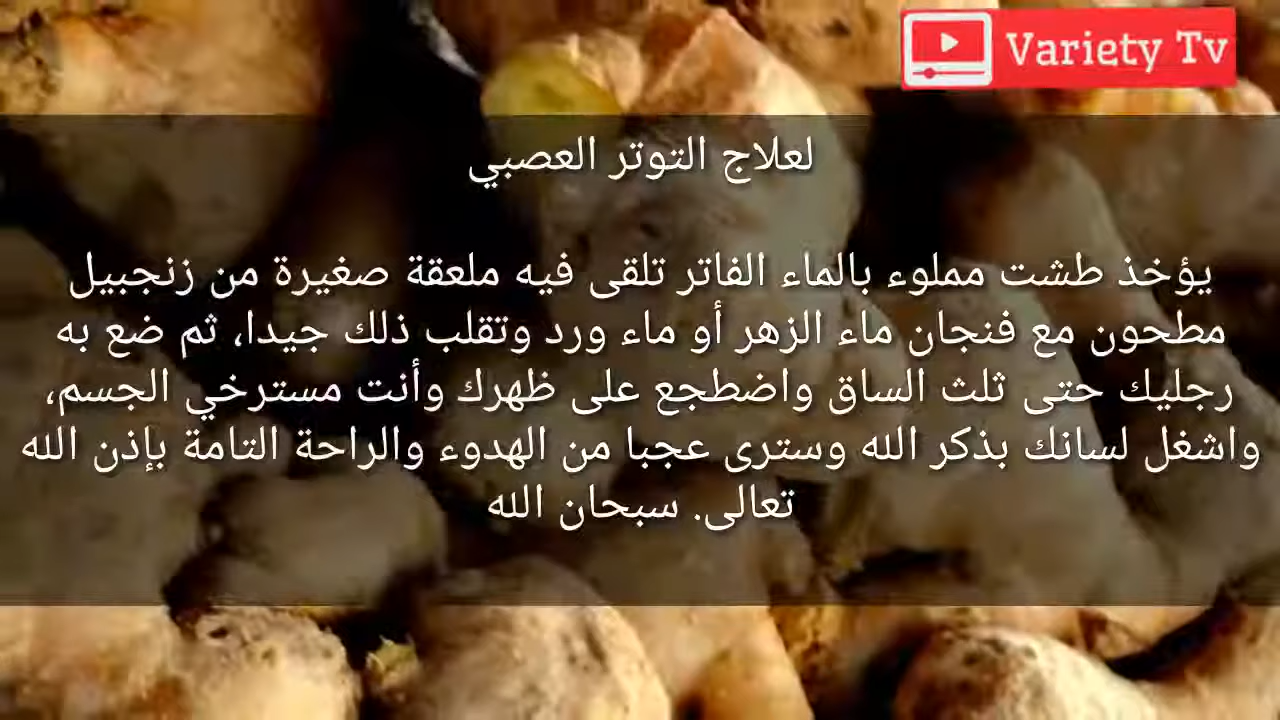 Variety Tv
لعلاج التوتر العصبي
يؤخذ طشت مملوء بالماء الفاتر تلقى فيه ملعقة صغيرة من زنجبيل
مطحون مع فنجان ماء الزهر أو ماء ورد وتقلب ذلك جيدا، ثم ضع به
رجليك حتى ثلث الساق واضطجع على ظهرك وأنت مسترخي الجسم،
واشغل لسانك بذكر الله وسترى عجبا من الهدوء والراحة التامة بإذن الله
تعالى. سبحان الله